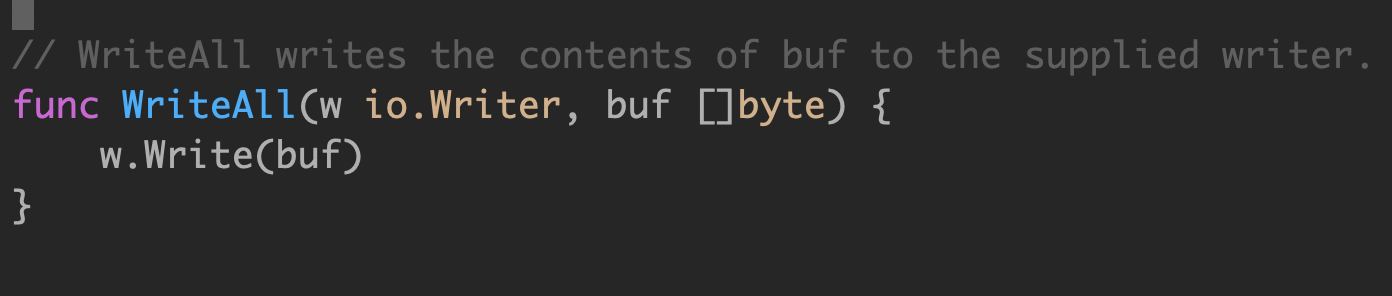 // WriteAll writes the contents of buf to the supplied writer.
func WriteAll(w io.Writer, buf []byte) {
    w.Write(buf)
}